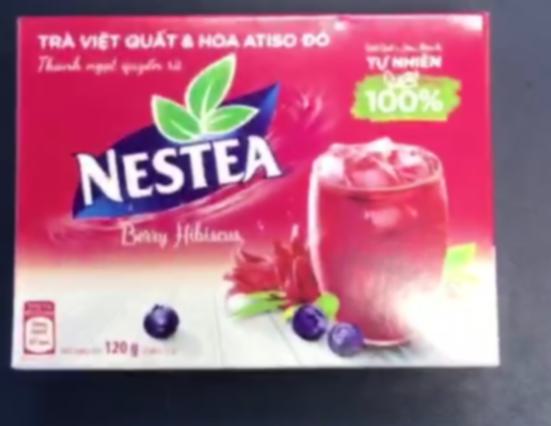 TRÀ VIỆT QUẤT & HOA ATISO ĐỎ
Thanh ngọt quyến rũ
TỰ NHIÊN
100%
NESTEA
Berry Hibiscus
120 g